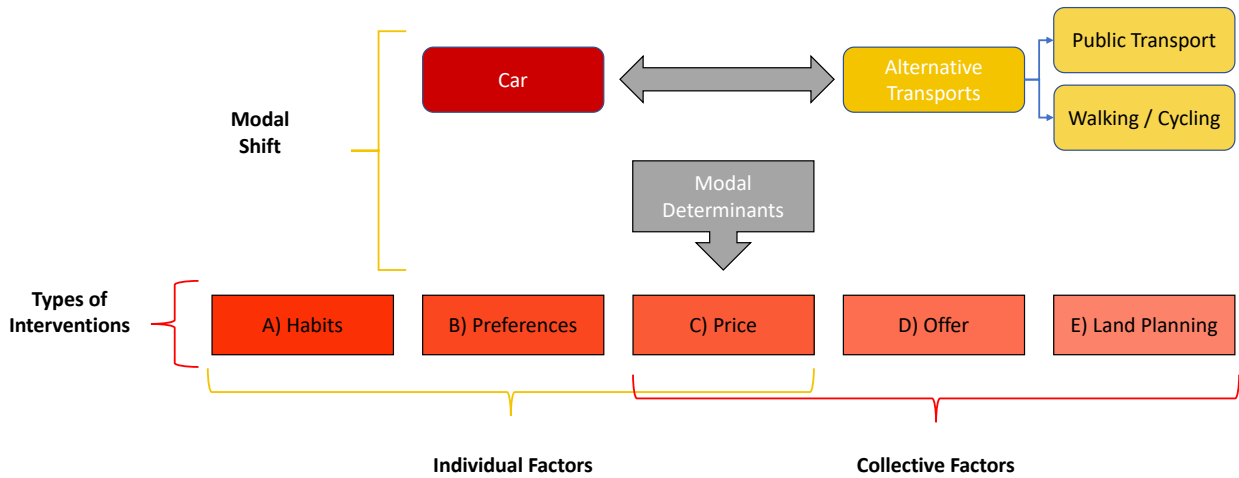 Car
Alternative
Transports
Public Transport
Walking / Cycling
Modal
Shift
Modal
Determinants
Types of
Interventions
A) Habits
B) Preferences
C) Price
D) Offer
E) Land Planning
Individual Factors
Collective Factors